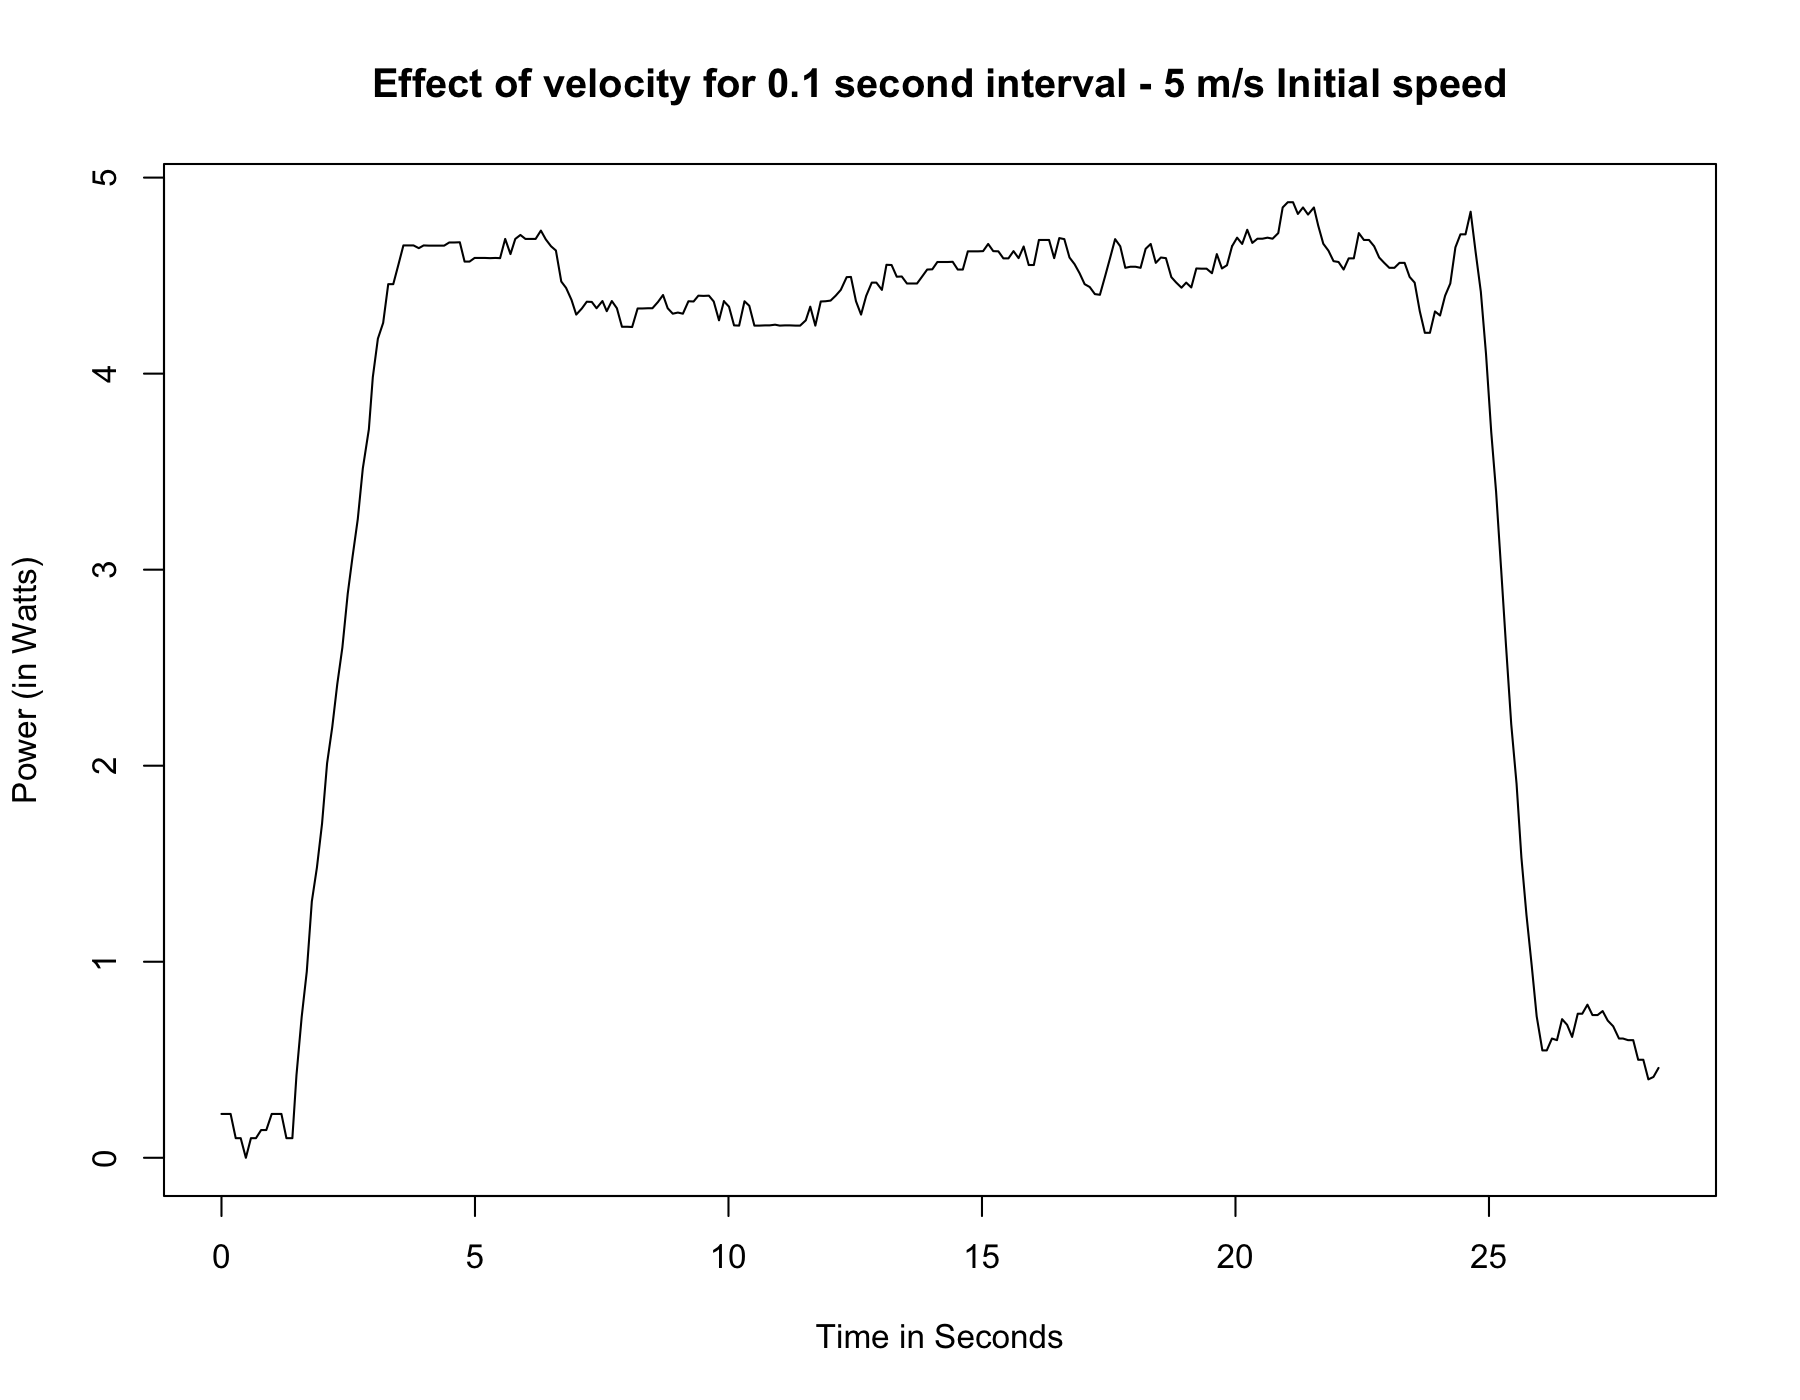 Effect of velocity for 0.1 second interval - 5 m/s Initial speed
5
4
3
2
1
0
Power (in Watts)
0 5 10 15 20 25
Time in Seconds